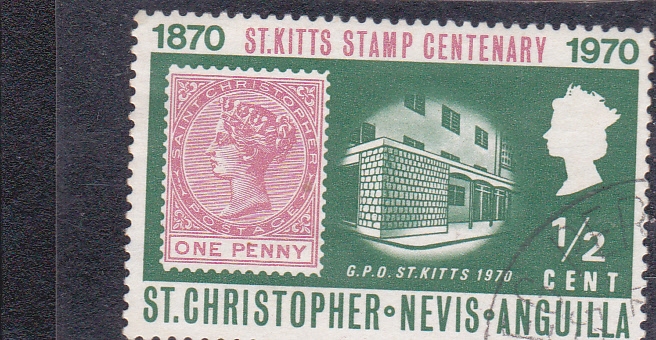 1870 ST.KITTS STAMP CENTENARY 1970
SAINT CHRISTOPHER
POSTAGE
ONE PENNY
G.P.O. ST.KITTS 1970
1/2
CENT
ST.CHRISTOPHER•NEVIS•ANGUILLA